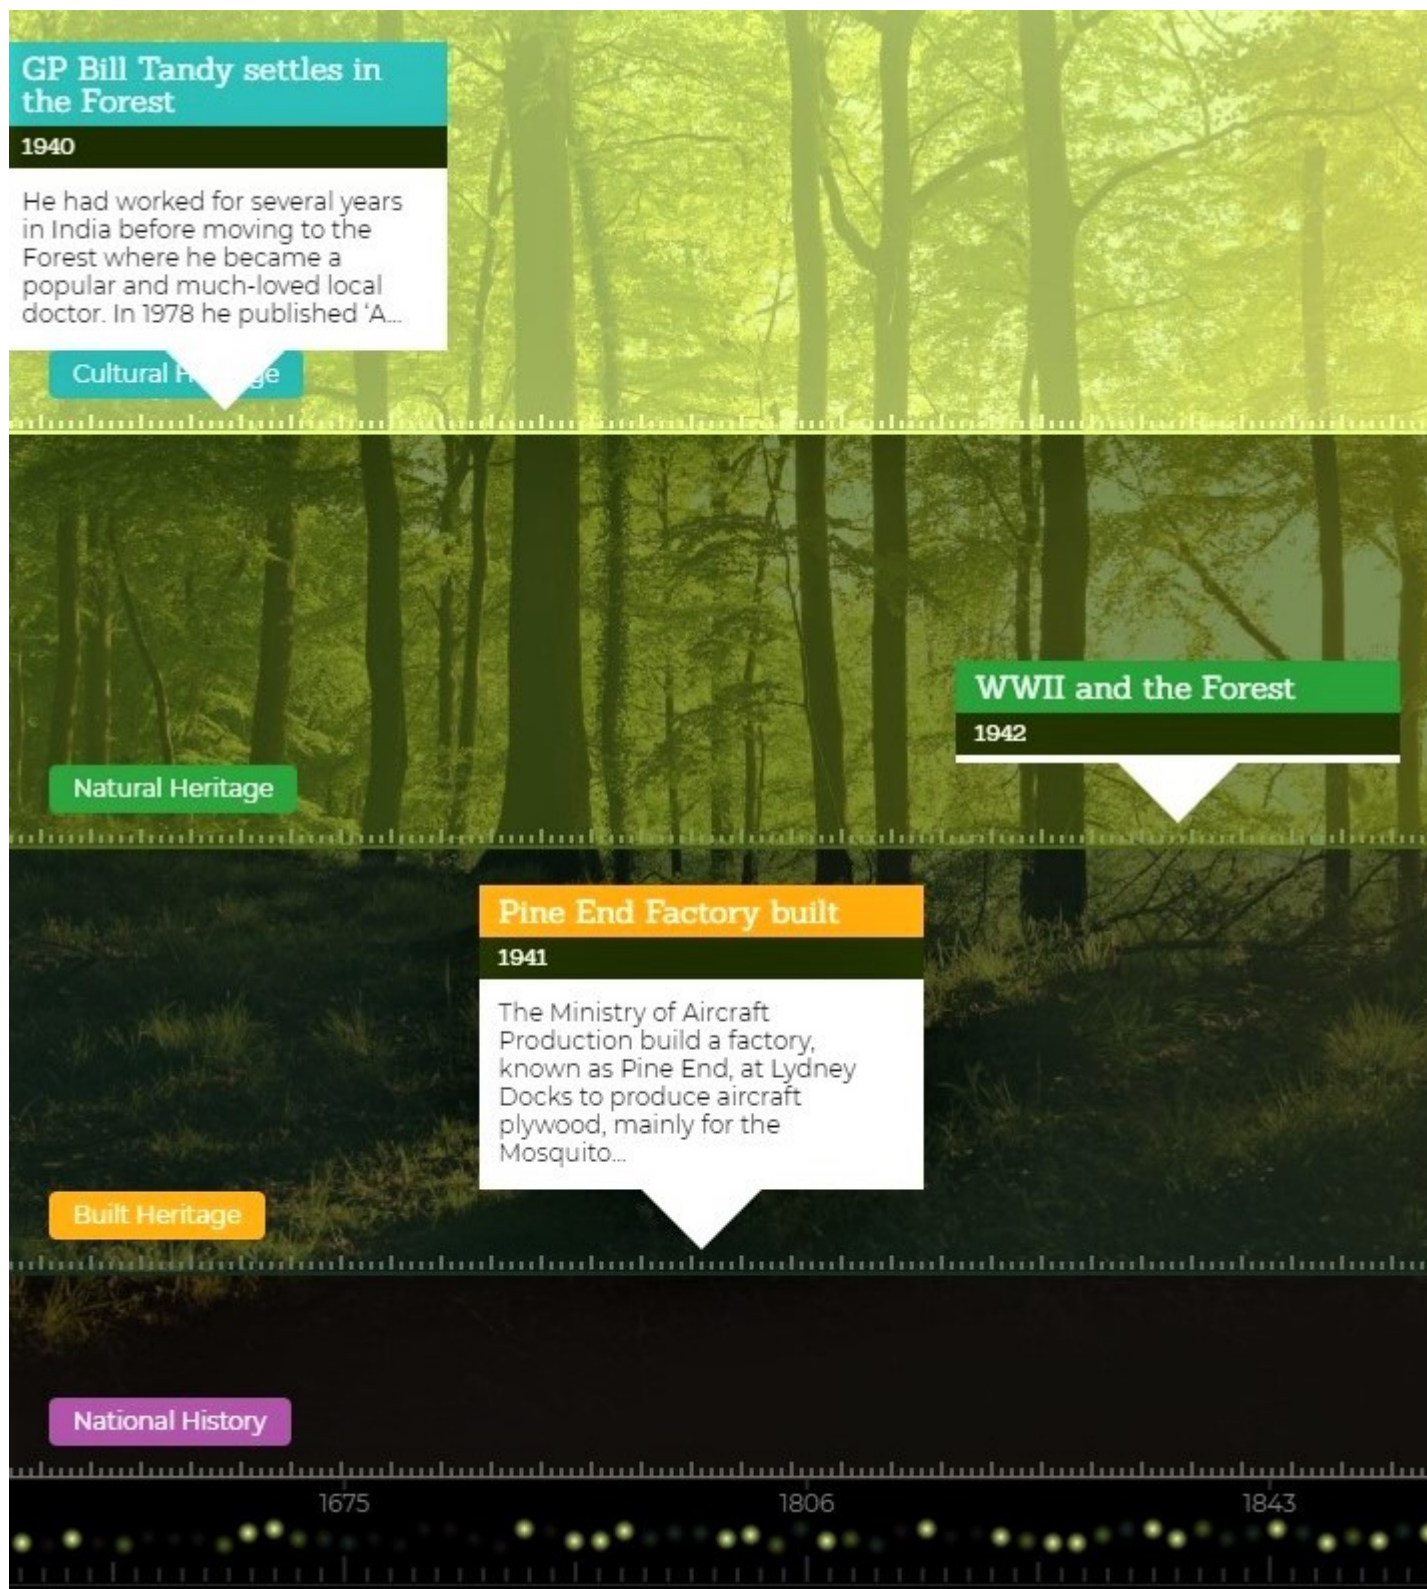 GP Bill Tandy settles in
the Forest
1940
He had worked for several years
in India before moving to the
Forest where he became a
popular and much-loved local
doctor. In 1978 he published ‘A...
Cultural H ge
WWII and the Forest
1942
Natural Heritage
Pine End Factory built
1941
The Ministry of Aircraft
Production build a factory,
known as Pine End, at Lydney
Docks to produce aircraft
plywood, mainly for the
Mosquito...
Built Heritage
National History
1675 1806 1843